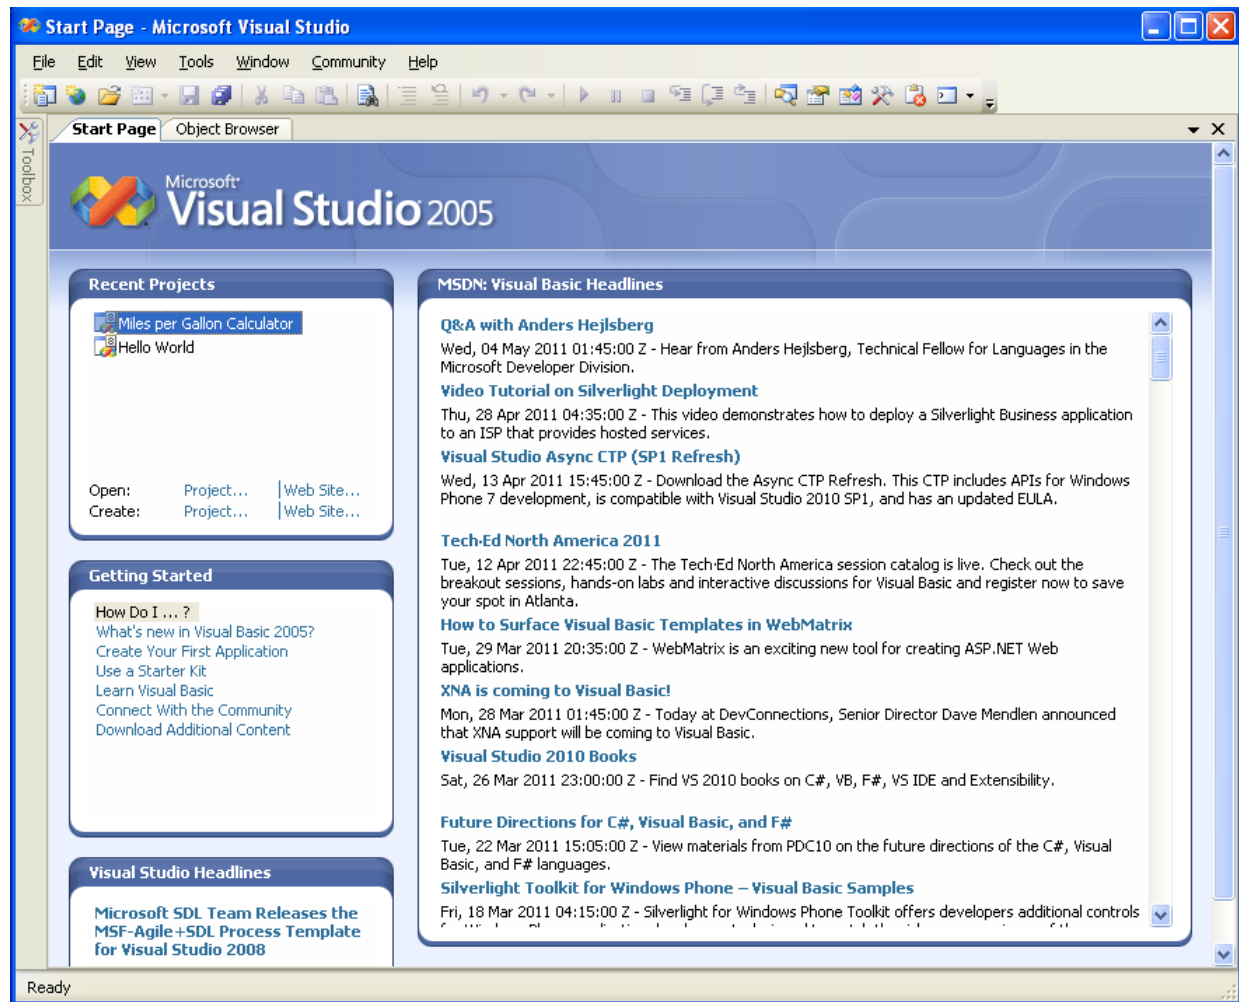 Start Page - Microsoft Visual Studio
File Edit View Tools Window Community Help
Toolbox
Start Page Object Browser
Microsoft
Visual Studio 2005
Recent Projects
Miles per Gallon Calculator
Hello World
Open: Project... Web Site...
Create: Project... Web Site...
Getting Started
How Do I ... ?
What's new in Visual Basic 2005?
Create Your First Application
Use a Starter Kit
Learn Visual Basic
Connect With the Community
Download Additional Content
Visual Studio Headlines
Microsoft SDL Team Releases the
MSF-Agile+SDL Process Template
for Visual Studio 2008
MSDN: Visual Basic Headlines
Q&A with Anders Hejlsberg
Wed, 04 May 2011 01:45:00 Z - Hear from Anders Hejlsberg, Technical Fellow for Languages in the
Microsoft Developer Division.
Video Tutorial on Silverlight Deployment
Thu, 28 Apr 2011 04:35:00 Z - This video demonstrates how to deploy a Silverlight Business application
to an ISP that provides hosted services.
Visual Studio Async CTP (SP1 Refresh)
Wed, 13 Apr 2011 15:45:00 Z - Download the Async CTP Refresh. This CTP includes APIs for Windows
Phone 7 development, is compatible with Visual Studio 2010 SP1, and has an updated EULA.
Tech·Ed North America 2011
Tue, 12 Apr 2011 22:45:00 Z - The Tech·Ed North America session catalog is live. Check out the
breakout sessions, hands-on labs and interactive discussions for Visual Basic and register now to save
your spot in Atlanta.
How to Surface Visual Basic Templates in WebMatrix
Tue, 29 Mar 2011 20:35:00 Z - WebMatrix is an exciting new tool for creating ASP.NET Web
applications.
XNA is coming to Visual Basic!
Mon, 28 Mar 2011 01:45:00 Z - Today at DevConnections, Senior Director Dave Mendlen announced
that XNA support will be coming to Visual Basic.
Visual Studio 2010 Books
Sat, 26 Mar 2011 23:00:00 Z - Find VS 2010 books on C#, VB, F#, VS IDE and Extensibility.
Future Directions for C#, Visual Basic, and F#
Tue, 22 Mar 2011 15:05:00 Z - View materials from PDC10 on the future directions of the C#, Visual
Basic, and F# languages.
Silverlight Toolkit for Windows Phone – Visual Basic Samples
Fri, 18 Mar 2011 04:15:00 Z - Silverlight for Windows Phone Toolkit offers developers additional controls
Ready